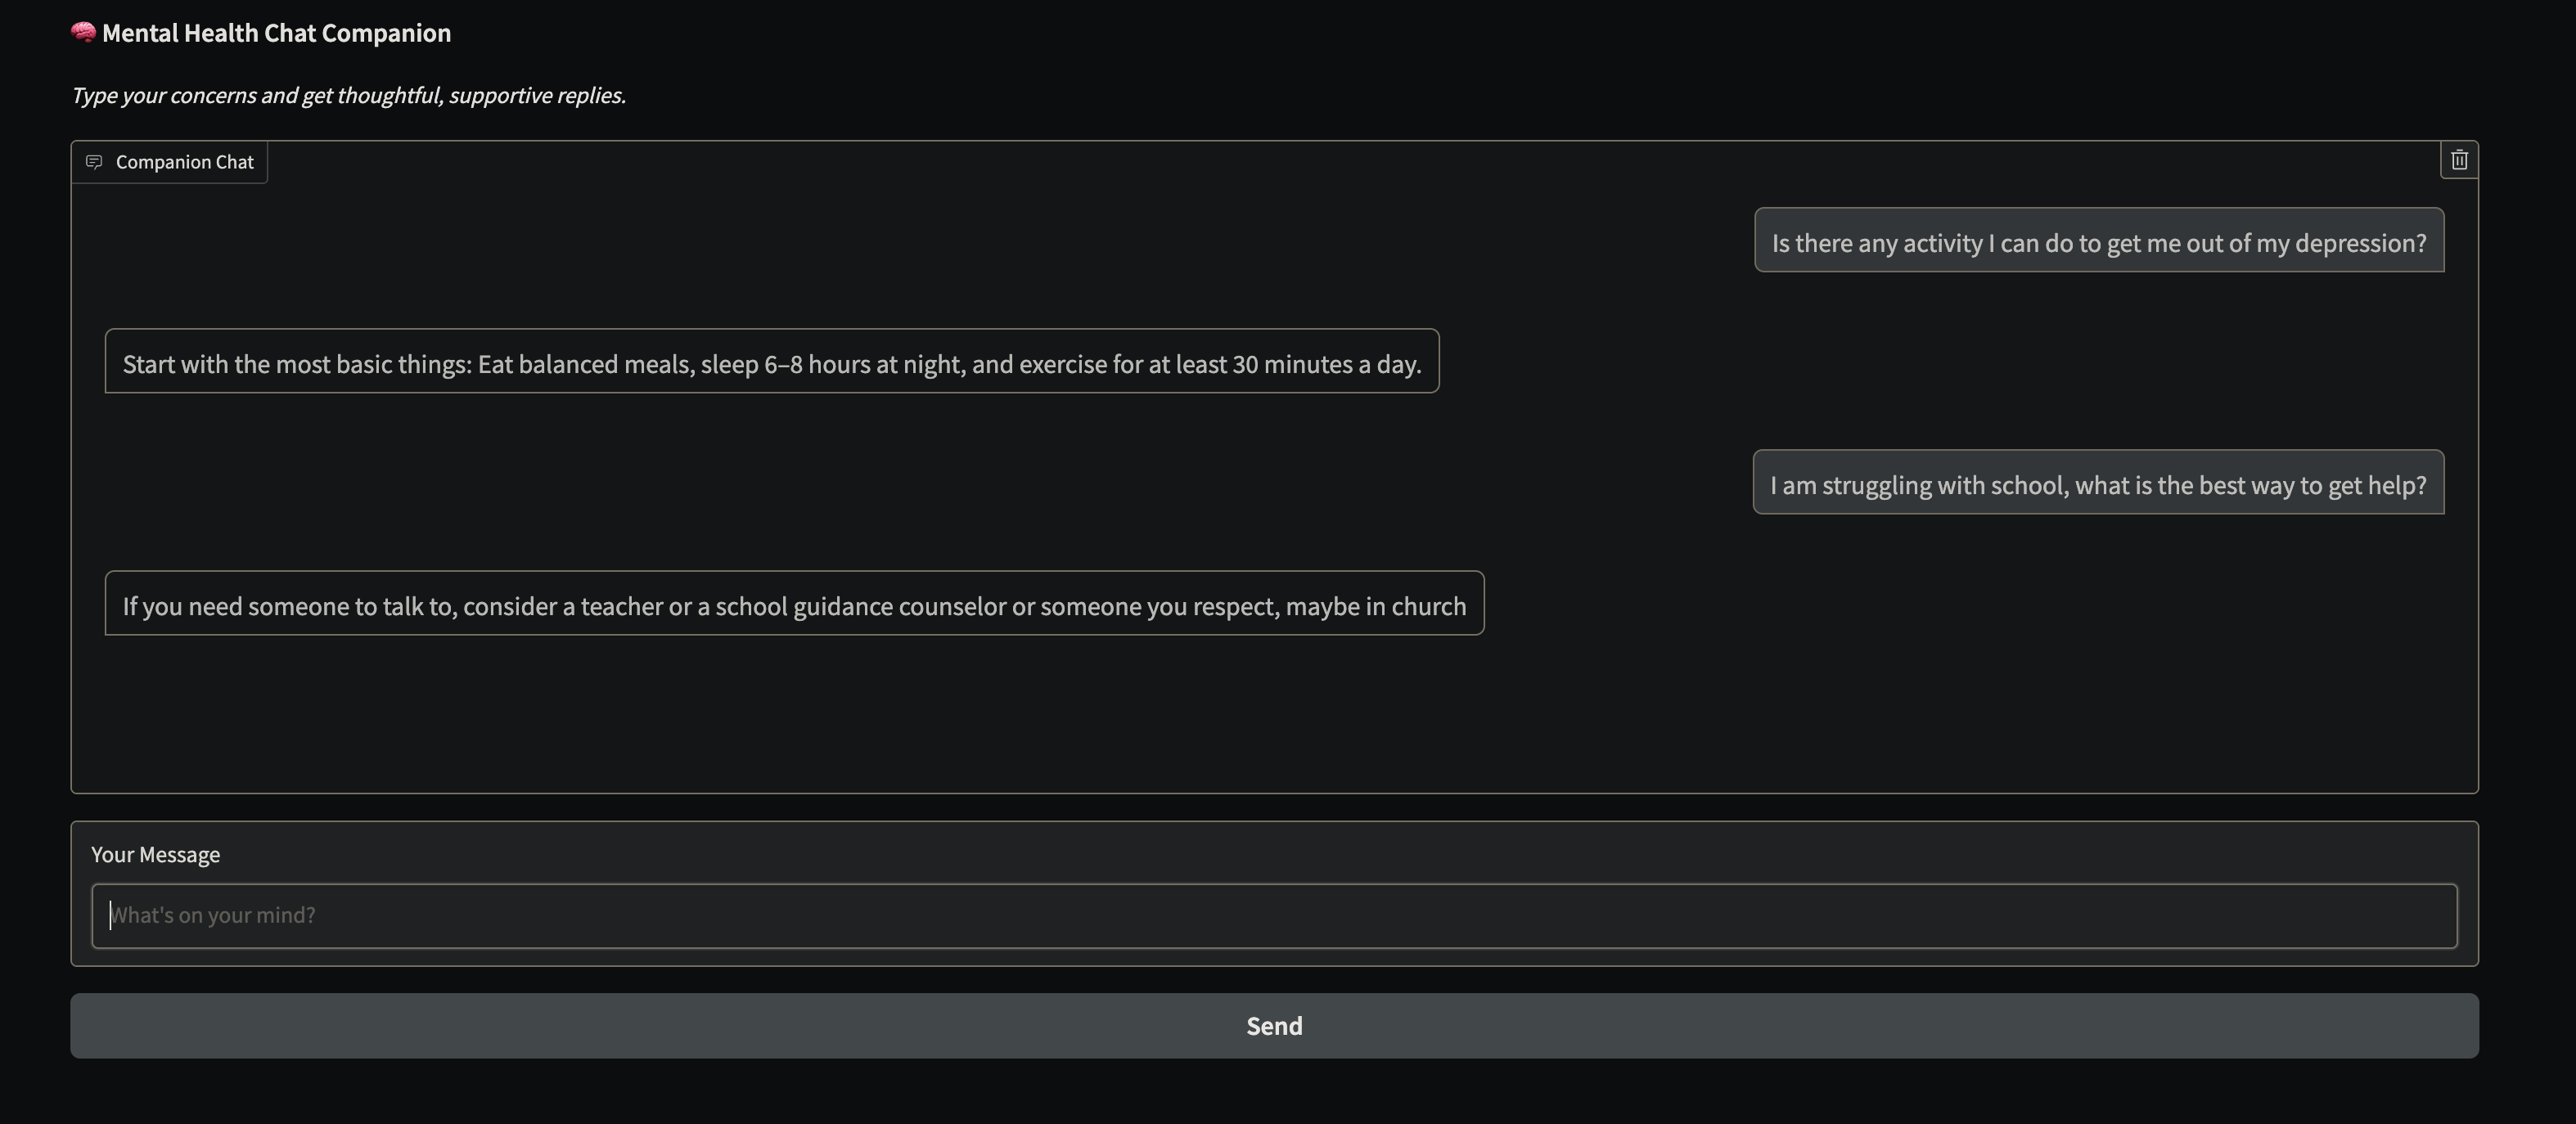 🧠 Mental Health Chat Companion
Type your concerns and get thoughtful, supportive replies.
Companion Chat
Is there any activity I can do to get me out of my depression?
Start with the most basic things: Eat balanced meals, sleep 6–8 hours at night, and exercise for at least 30 minutes a day.
I am struggling with school, what is the best way to get help?
If you need someone to talk to, consider a teacher or a school guidance counselor or someone you respect, maybe in church
Your Message
What's on your mind?
Send